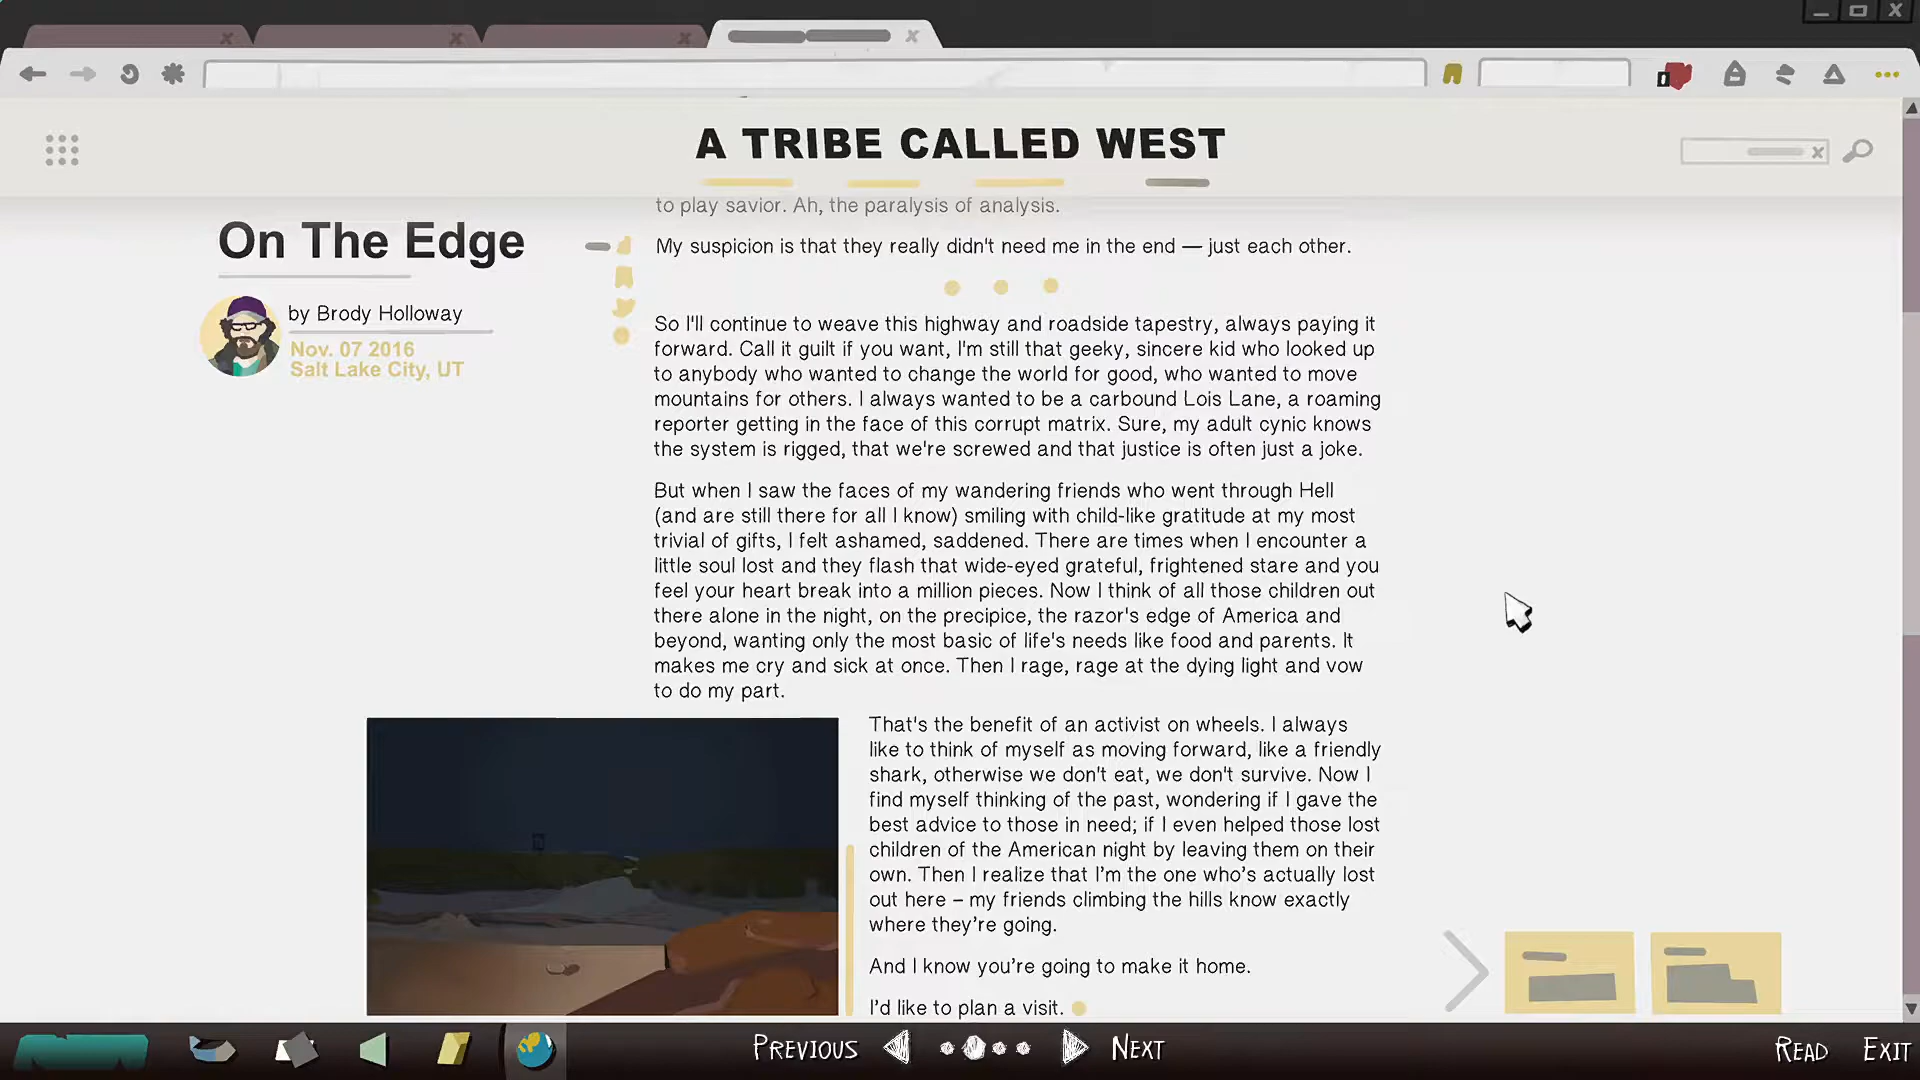 A TRIBE CALLED WEST
On The Edge
by Brody Holloway
Nov. 07 2016
Salt Lake City, UT
to play savior. Ah, the paralysis of analysis.
My suspicion is that they really didn't need me in the end — just each other.
So I'll continue to weave this highway and roadside tapestry, always paying it
forward. Call it guilt if you want, I'm still that geeky, sincere kid who looked up
to anybody who wanted to change the world for good, who wanted to move
mountains for others. I always wanted to be a carbound Lois Lane, a roaming
reporter getting in the face of this corrupt matrix. Sure, my adult cynic knows
the system is rigged, that we're screwed and that justice is often just a joke.
But when I saw the faces of my wandering friends who went through Hell
(and are still there for all I know) smiling with child-like gratitude at my most
trivial of gifts, I felt ashamed, saddened. There are times when I encounter a
little soul lost and they flash that wide-eyed grateful, frightened stare and you
feel your heart break into a million pieces. Now I think of all those children out
there alone in the night, on the precipice, the razor's edge of America and
beyond, wanting only the most basic of life's needs like food and parents. It
makes me cry and sick at once. Then I rage, rage at the dying light and vow
to do my part.
That's the benefit of an activist on wheels. I always
like to think of myself as moving forward, like a friendly
shark, otherwise we don't eat, we don't survive. Now I
find myself thinking of the past, wondering if I gave the
best advice to those in need; if I even helped those lost
children of the American night by leaving them on their
own. Then I realize that I’m the one who’s actually lost
out here – my friends climbing the hills know exactly
where they’re going.
And I know you’re going to make it home.
I’d like to plan a visit.
PREVIOUS
NEXT
READ
EXIT